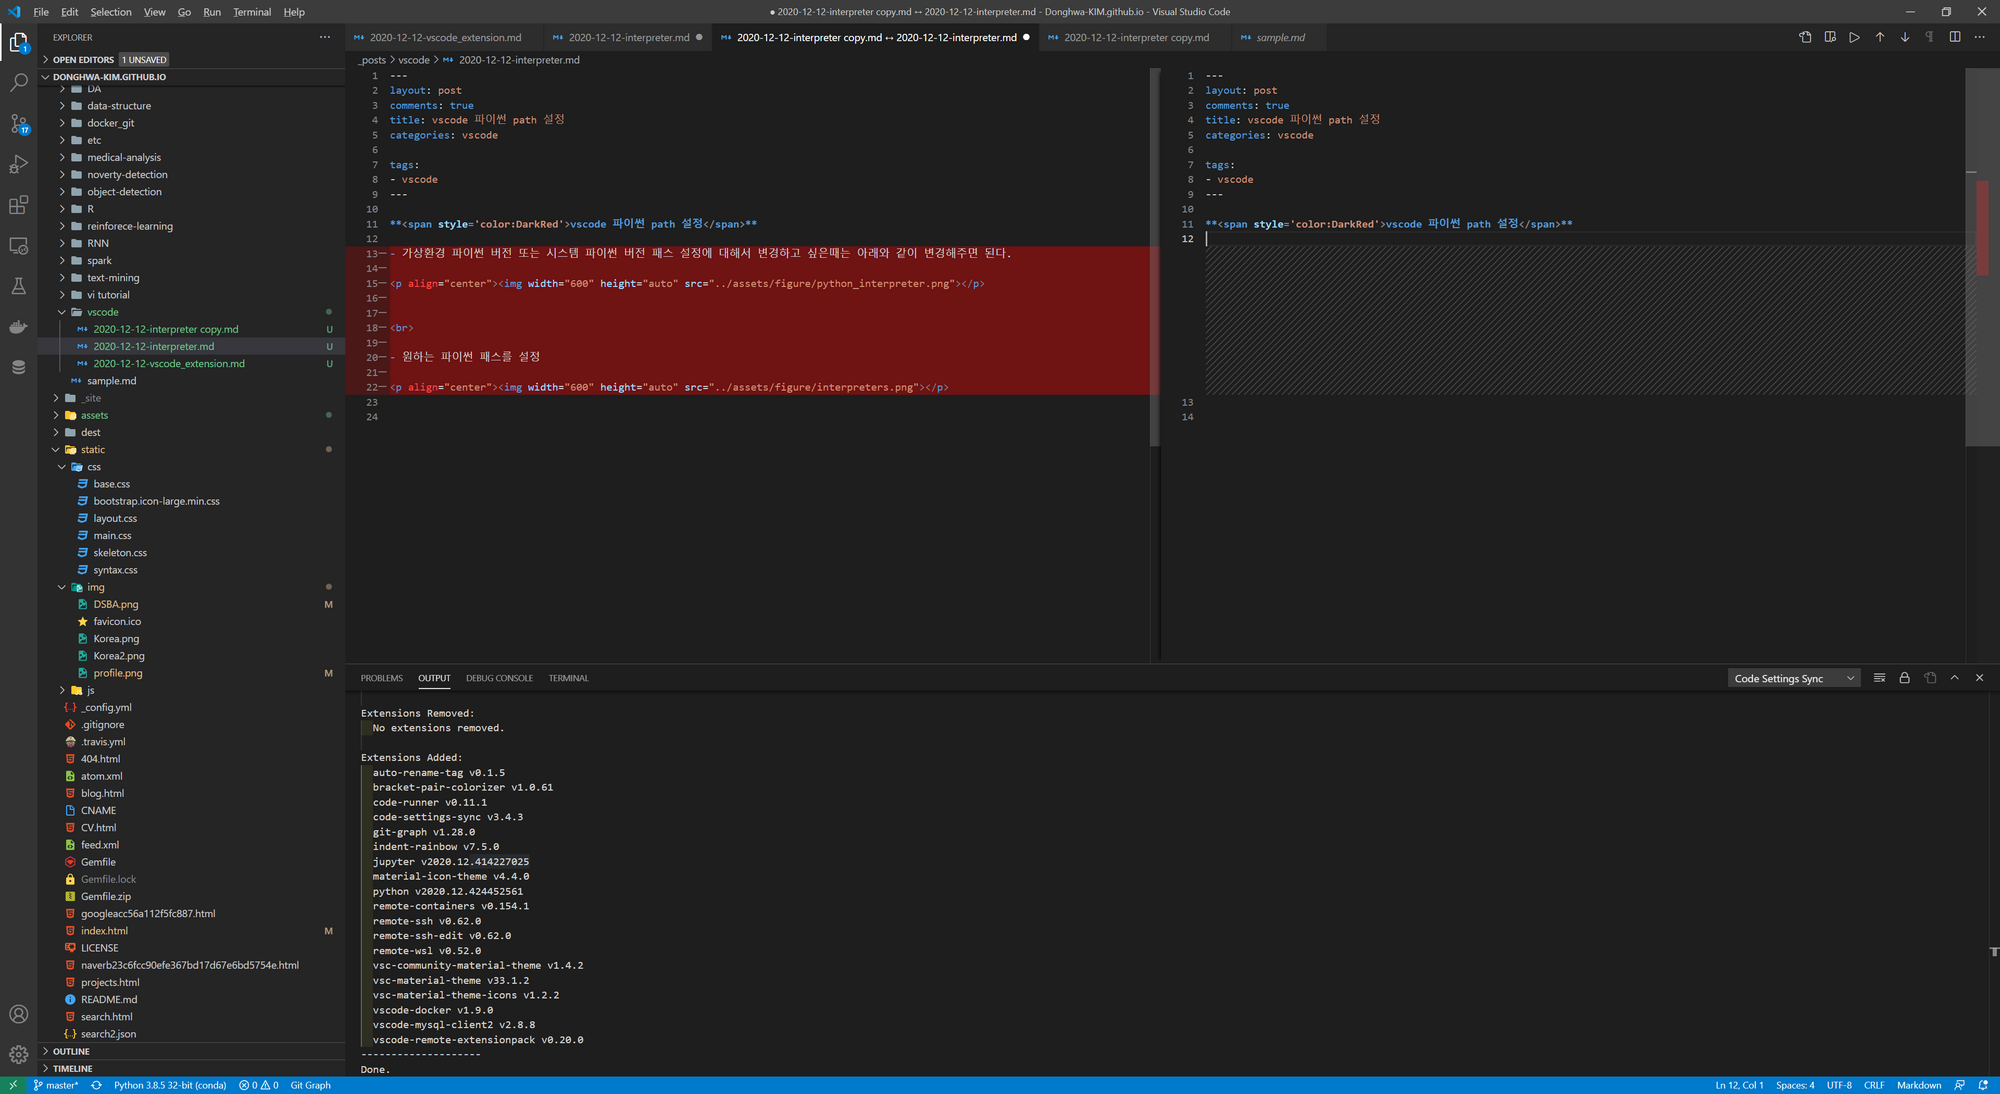 File Edit Selection View Go Run Terminal Help
● 2020-12-12-interpreter copy.md ↔ 2020-12-12-interpreter.md - Donghwa-KIM.github.io - Visual Studio Code
EXPLORER
OPEN EDITORS 1 UNSAVED
DONGHWA-KIM.GITHUB.IO
DA
data-structure
docker_git
etc
medical-analysis
noverty-detection
object-detection
R
reinforece-learning
RNN
spark
text-mining
vi tutorial
vscode
2020-12-12-interpreter copy.md U
2020-12-12-interpreter.md U
2020-12-12-vscode_extension.md U
sample.md
_site
assets
dest
static
css
base.css
bootstrap.icon-large.min.css
layout.css
main.css
skeleton.css
syntax.css
img
DSBA.png M
favicon.ico
Korea.png
Korea2.png
profile.png M
js
_config.yml
.gitignore
.travis.yml
404.html
atom.xml
blog.html
CNAME
CV.html
feed.xml
Gemfile
Gemfile.lock
Gemfile.zip
googleacc56a112f5fc887.html
index.html M
LICENSE
naverb23c6fcc90efe367bd17d67e6bd5754e.html
projects.html
README.md
search.html
search2.json
OUTLINE
TIMELINE
2020-12-12-vscode_extension.md
2020-12-12-interpreter.md
2020-12-12-interpreter copy.md ↔ 2020-12-12-interpreter.md
2020-12-12-interpreter copy.md
sample.md
_posts > vscode > 2020-12-12-interpreter.md
1 ---
2 layout: post
3 comments: true
4 title: vscode 파이썬 path 설정
5 categories: vscode
6
7 tags:
8 - vscode
9 ---
10
11 **<span style='color:DarkRed'>vscode 파이썬 path 설정</span>**
12
13− - 가상환경 파이썬 버전 또는 시스템 파이썬 버전 패스 설정에 대해서 변경하고 싶은때는 아래와 같이 변경해주면 된다.
14−
15− <p align="center"><img width="600" height="auto" src="../assets/figure/python_interpreter.png"></p>
16−
17−
18− <br>
19−
20− - 원하는 파이썬 패스를 설정
21−
22− <p align="center"><img width="600" height="auto" src="../assets/figure/interpreters.png"></p>
23
24
1 ---
2 layout: post
3 comments: true
4 title: vscode 파이썬 path 설정
5 categories: vscode
6
7 tags:
8 - vscode
9 ---
10
11 **<span style='color:DarkRed'>vscode 파이썬 path 설정</span>**
12
13
14
PROBLEMS OUTPUT DEBUG CONSOLE TERMINAL
Code Settings Sync
Extensions Removed:
No extensions removed.
Extensions Added:
auto-rename-tag v0.1.5
bracket-pair-colorizer v1.0.61
code-runner v0.11.1
code-settings-sync v3.4.3
git-graph v1.28.0
indent-rainbow v7.5.0
jupyter v2020.12.414227025
material-icon-theme v4.4.0
python v2020.12.424452561
remote-containers v0.154.1
remote-ssh v0.62.0
remote-ssh-edit v0.62.0
remote-wsl v0.52.0
vsc-community-material-theme v1.4.2
vsc-material-theme v33.1.2
vsc-material-theme-icons v1.2.2
vscode-docker v1.9.0
vscode-mysql-client2 v2.8.8
vscode-remote-extensionpack v0.20.0
--------------------
Done.
1
17
master* Python 3.8.5 32-bit (conda) 0 0 Git Graph
Ln 12, Col 1 Spaces: 4 UTF-8 CRLF Markdown